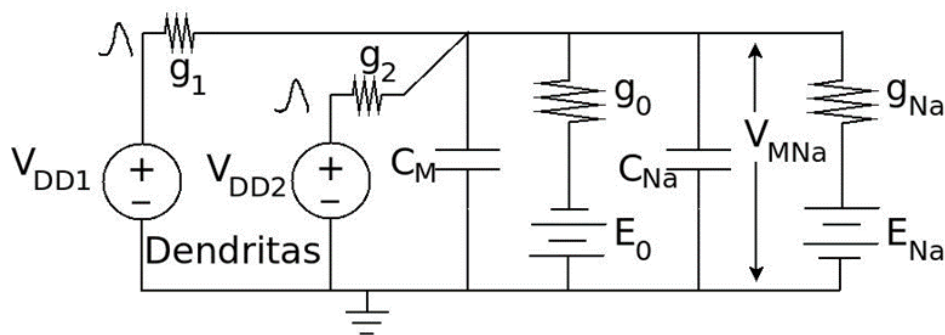 g1
g2
g0
gNa
VDD1
+
−
VDD2
+
−
CM
CNa
VMNa
Dendritas
E0
ENa